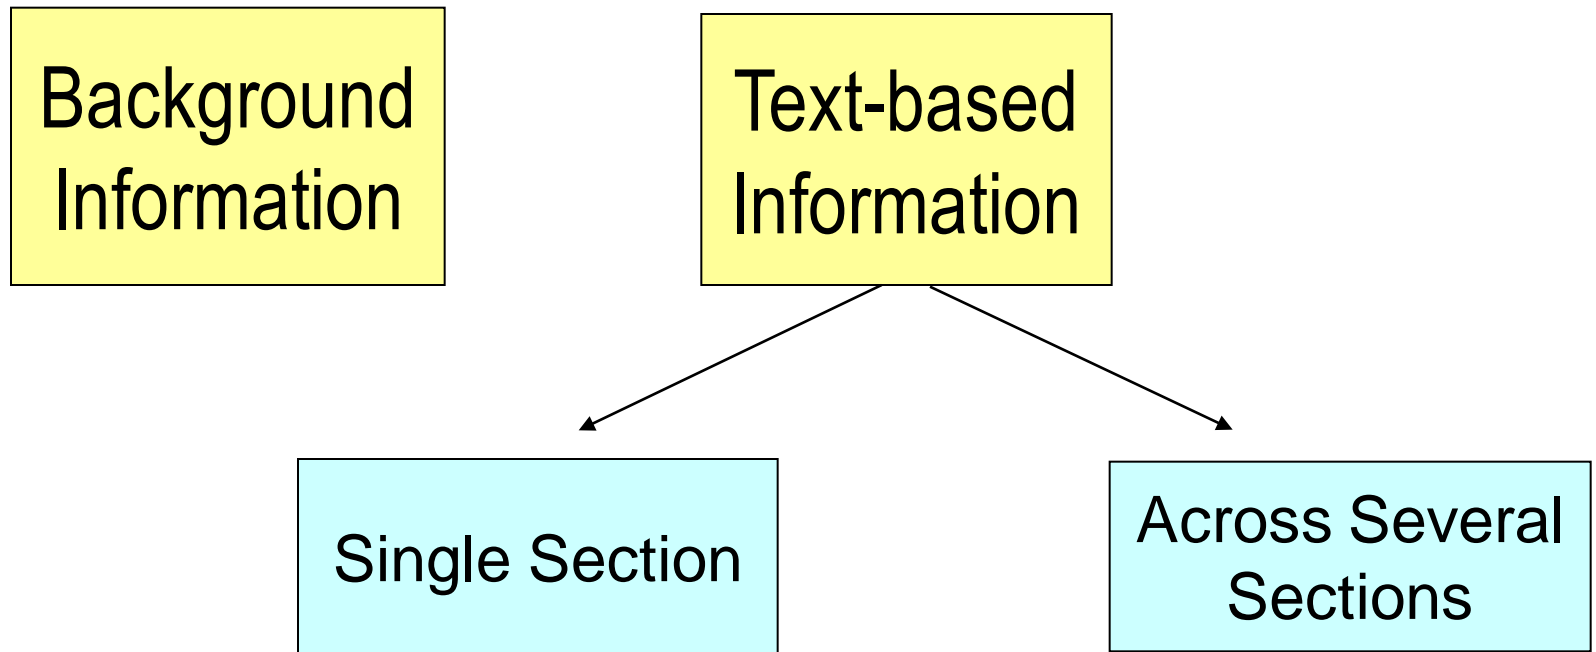 Background
Information
Text-based
Information
Single Section
Across Several
Sections